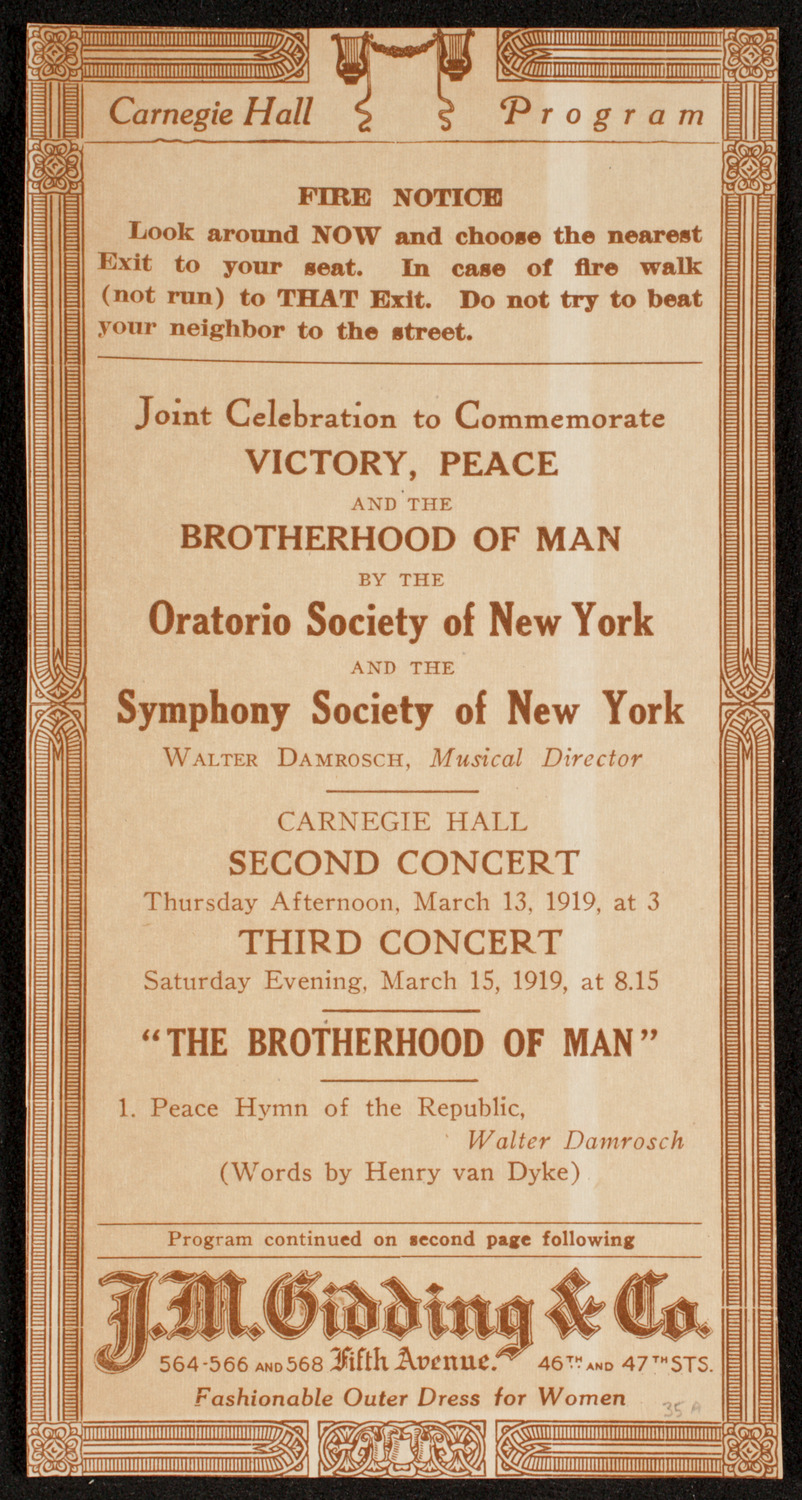 Carnegie Hall Program
FIRE NOTICE
Look around NOW and choose the nearest
Exit to your seat. In case of fire walk
(not run) to THAT Exit. Do not try to beat
your neighbor to the street.
Joint Celebration to Commemorate
VICTORY, PEACE
AND THE
BROTHERHOOD OF MAN
BY THE
Oratorio Society of New York
AND THE
Symphony Society of New York
WALTER DAMROSCH, Musical Director
CARNEGIE HALL
SECOND CONCERT
Thursday Afternoon, March 13, 1919, at 3
THIRD CONCERT
Saturday Evening, March 15, 1919, at 8.15
"THE BROTHERHOOD OF MAN"
1. Peace Hymn of the Republic,
Walter Damrosch
(Words by Henry van Dyke)
Program continued on second page following
J.M. Gidding & Co.
564-566 AND 568 Fifth Avenue. 46TH AND 47TH STS.
Fashionable Outer Dress for Women
35 A